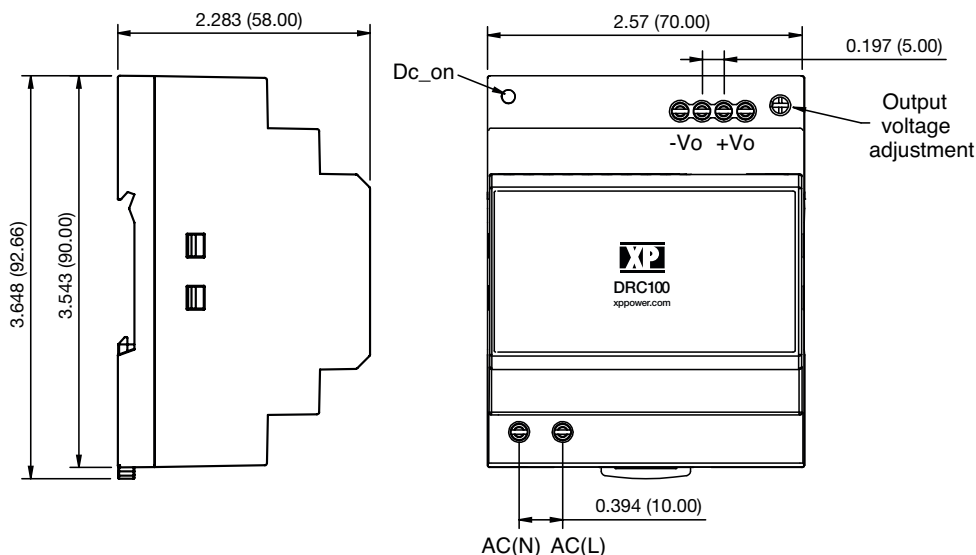 2.283 (58.00)
2.57 (70.00)
0.197 (5.00)
Dc_on
Output
voltage
adjustment
-Vo +Vo
3.648 (92.66)
3.543 (90.00)
XP
DRC100
xppower.com
0.394 (10.00)
AC(N) AC(L)